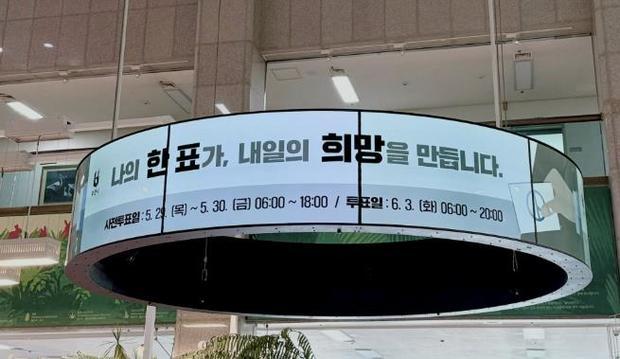 나의 한 표가, 내일의 희망을 만듭니다.
사전투표일 : 5. 29. (목) ~ 5. 30. (금) 06:00 ~ 18:00 / 투표일 : 6. 3. (화) 06:00 ~ 20:00